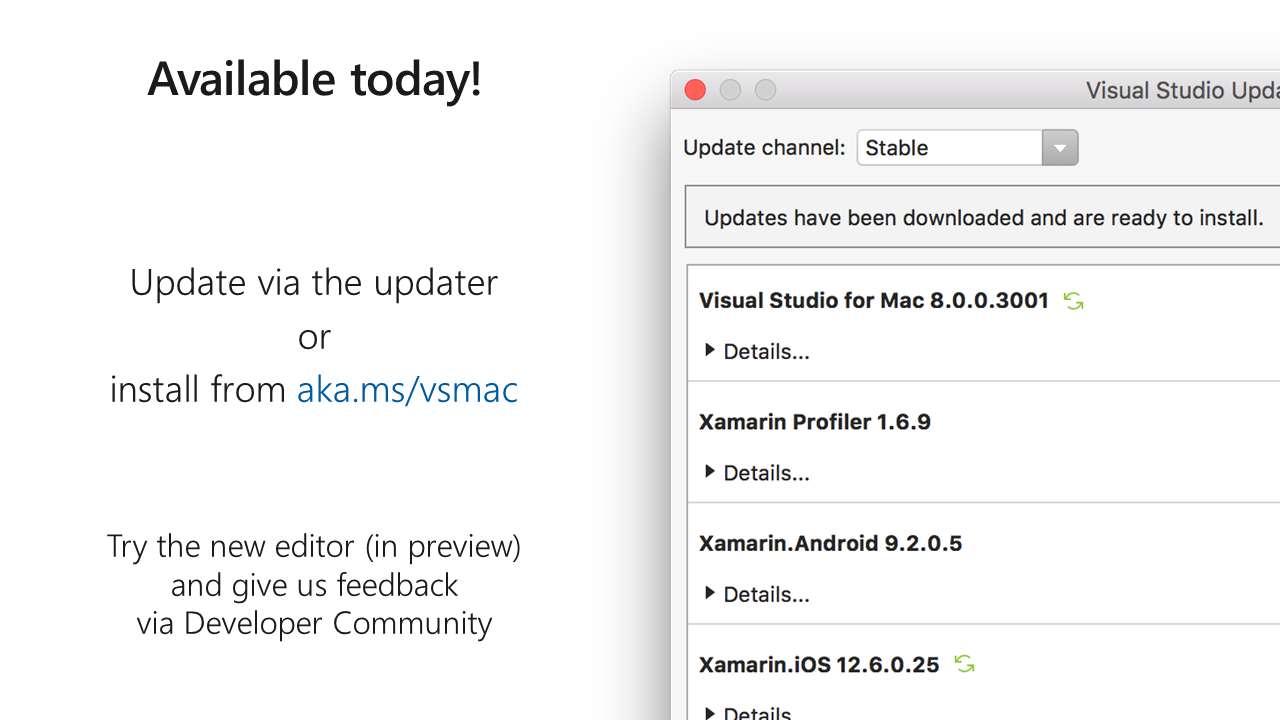 Available today!
Update via the updater
or
install from aka.ms/vsmac
Try the new editor (in preview)
and give us feedback
via Developer Community
Visual Studio Upda
Update channel: Stable
Updates have been downloaded and are ready to install.
Visual Studio for Mac 8.0.0.3001
Details...
Xamarin Profiler 1.6.9
Details...
Xamarin.Android 9.2.0.5
Details...
Xamarin.iOS 12.6.0.25
Details...